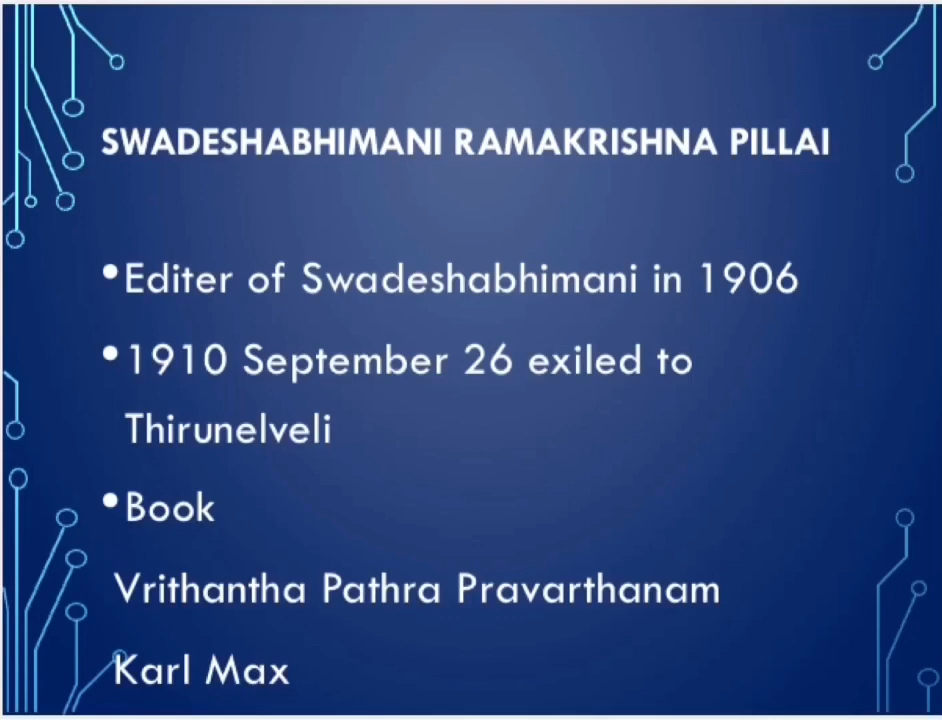 SWADESHABHIMANI RAMAKRISHNA PILLAI
•Editer of Swadeshabhimani in 1906
•1910 September 26 exiled to
Thirunelveli
•Book
Vrithantha Pathra Pravarthanam
Karl Max